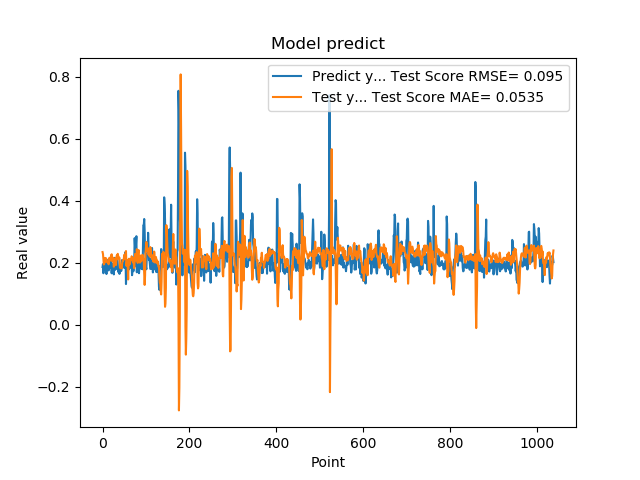 Model predict
Predict y... Test Score RMSE= 0.095
Test y... Test Score MAE= 0.0535
Real value
0.8
0.6
0.4
0.2
0.0
−0.2
0
200
400
600
800
1000
Point